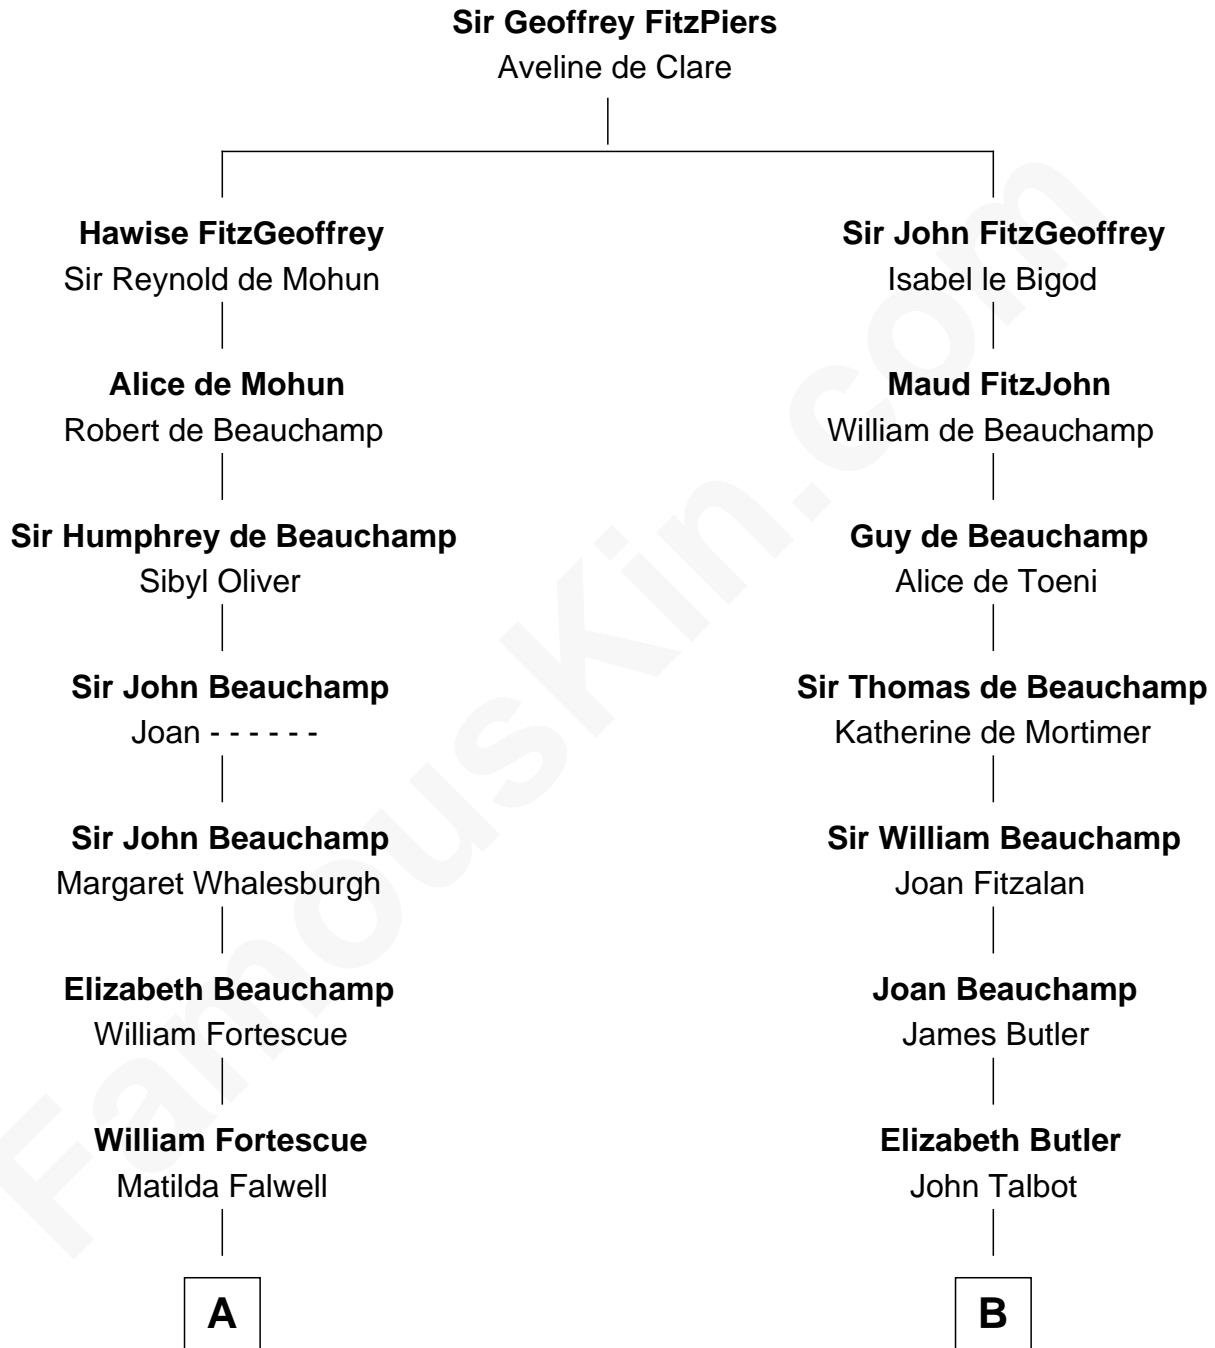 Sir Geoffrey FitzPiers
Aveline de Clare
Hawise FitzGeoffrey
Sir Reynold de Mohun
Sir John FitzGeoffrey
Isabel le Bigod
Alice de Mohun
Robert de Beauchamp
Maud FitzJohn
William de Beauchamp
Sir Humphrey de Beauchamp
Sibyl Oliver
Guy de Beauchamp
Alice de Toeni
Sir John Beauchamp
Joan - - - - - -
Sir Thomas de Beauchamp
Katherine de Mortimer
Sir John Beauchamp
Margaret Whalesburgh
Sir William Beauchamp
Joan Fitzalan
Elizabeth Beauchamp
William Fortescue
Joan Beauchamp
James Butler
William Fortescue
Matilda Falwell
Elizabeth Butler
John Talbot
A
B
FamousKin.com